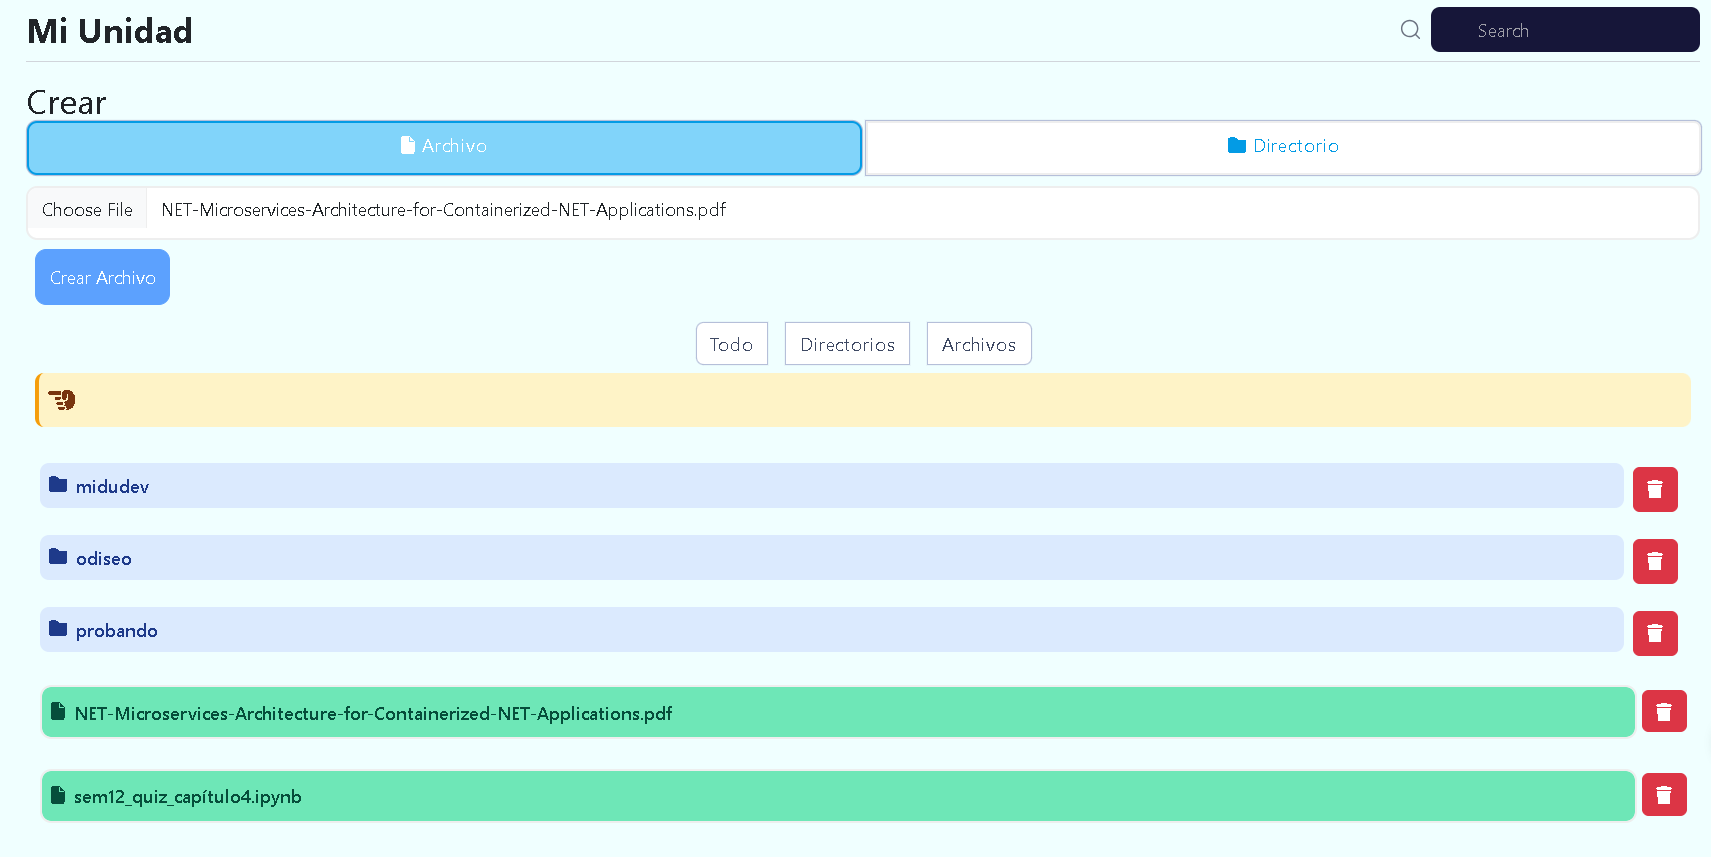 Mi Unidad
Search
Crear
Archivo
Directorio
Choose File NET-Microservices-Architecture-for-Containerized-NET-Applications.pdf
Crear Archivo
Todo
Directorios
Archivos
midudev
odiseo
probando
NET-Microservices-Architecture-for-Containerized-NET-Applications.pdf
sem12_quiz_capítulo4.ipynb